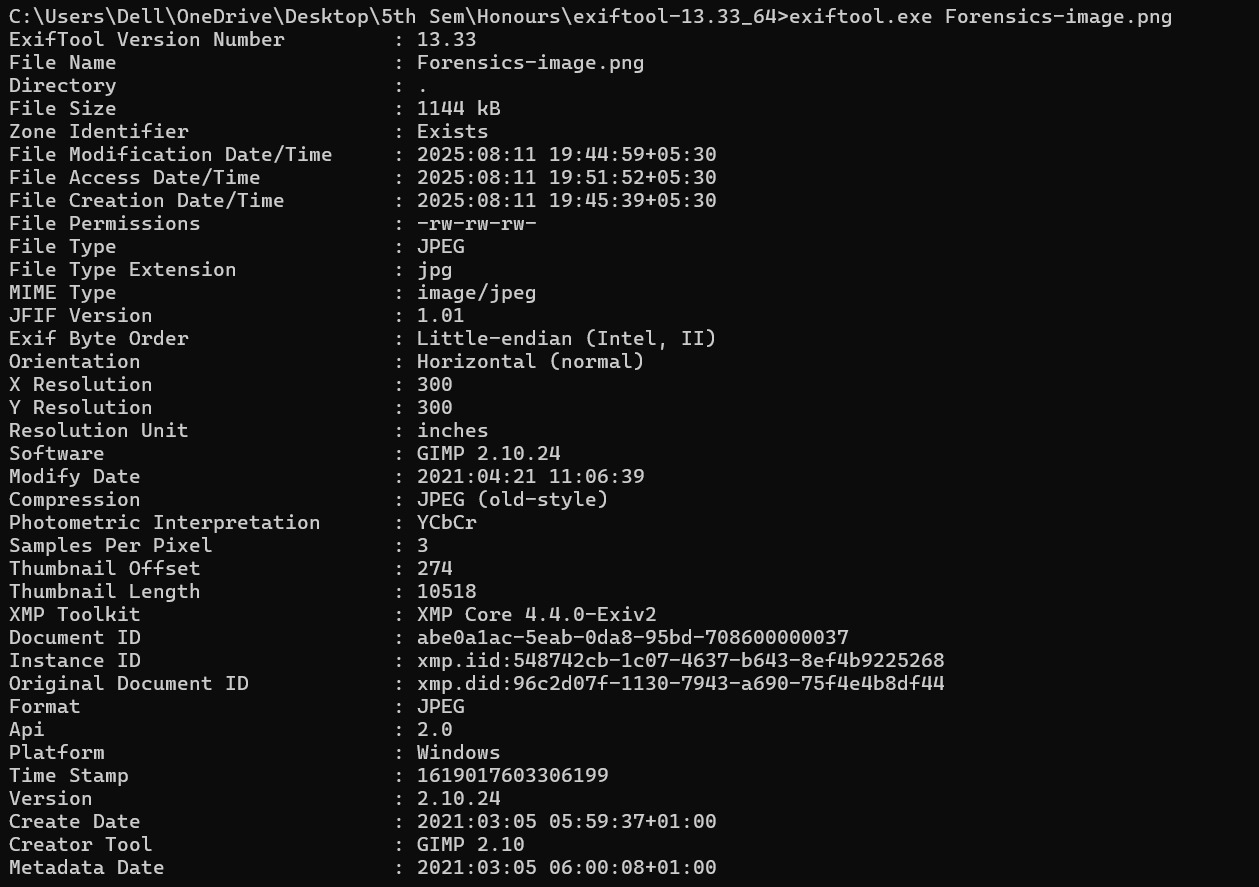 C:\Users\Dell\OneDrive\Desktop\5th Sem\Honours\exiftool-13.33_64>exiftool.exe Forensics-image.png
ExifTool Version Number : 13.33
File Name : Forensics-image.png
Directory : .
File Size : 1144 kB
Zone Identifier : Exists
File Modification Date/Time : 2025:08:11 19:44:59+05:30
File Access Date/Time : 2025:08:11 19:51:52+05:30
File Creation Date/Time : 2025:08:11 19:45:39+05:30
File Permissions : -rw-rw-rw-
File Type : JPEG
File Type Extension : jpg
MIME Type : image/jpeg
JFIF Version : 1.01
Exif Byte Order : Little-endian (Intel, II)
Orientation : Horizontal (normal)
X Resolution : 300
Y Resolution : 300
Resolution Unit : inches
Software : GIMP 2.10.24
Modify Date : 2021:04:21 11:06:39
Compression : JPEG (old-style)
Photometric Interpretation : YCbCr
Samples Per Pixel : 3
Thumbnail Offset : 274
Thumbnail Length : 10518
XMP Toolkit : XMP Core 4.4.0-Exiv2
Document ID : abe0a1ac-5eab-0da8-95bd-708600000037
Instance ID : xmp.iid:548742cb-1c07-4637-b643-8ef4b9225268
Original Document ID : xmp.did:96c2d07f-1130-7943-a690-75f4e4b8df44
Format : JPEG
Api : 2.0
Platform : Windows
Time Stamp : 1619017603306199
Version : 2.10.24
Create Date : 2021:03:05 05:59:37+01:00
Creator Tool : GIMP 2.10
Metadata Date : 2021:03:05 06:00:08+01:00